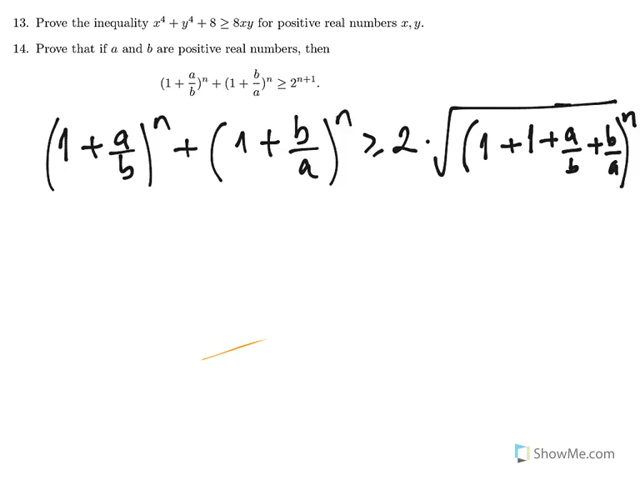 13. Prove the inequality x⁴ + y⁴ + 8 ≥ 8xy for positive real numbers x, y.
14. Prove that if a and b are positive real numbers, then
(1 + a/b)ⁿ + (1 + b/a)ⁿ ≥ 2ⁿ⁺¹.
(1 + a/b)ⁿ + (1 + b/a)ⁿ ≥ 2 · √(1 + 1 + a/b + b/a)ⁿ
ShowMe.com